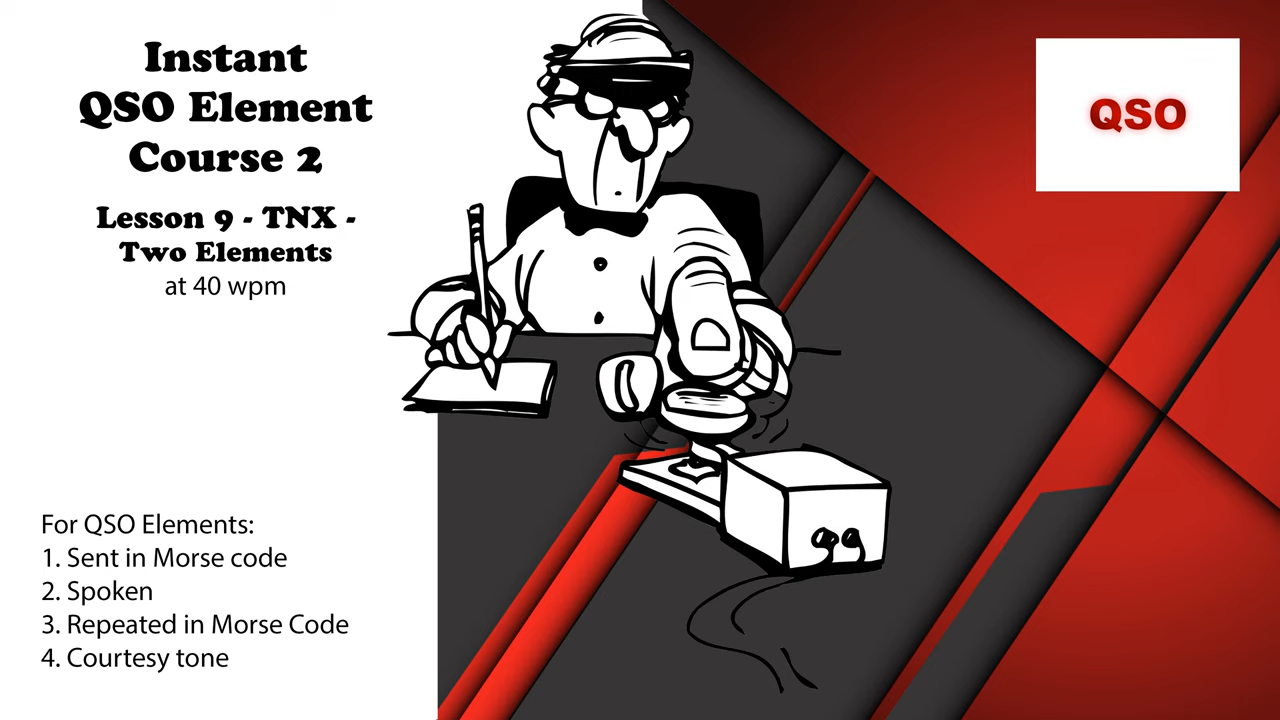 Instant
QSO Element
Course 2
Lesson 9 - TNX -
Two Elements
at 40 wpm
QSO
For QSO Elements:
1. Sent in Morse code
2. Spoken
3. Repeated in Morse Code
4. Courtesy tone